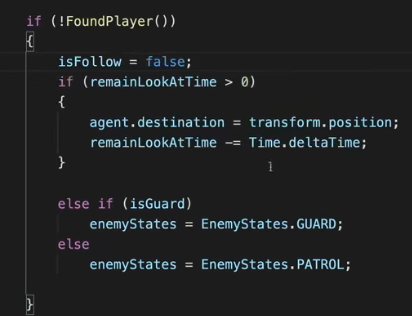 if (!FoundPlayer())
{
    isFollow = false;
    if (remainLookAtTime > 0)
    {
        agent.destination = transform.position;
        remainLookAtTime -= Time.deltaTime;
    }

    else if (isGuard)
        enemyStates = EnemyStates.GUARD;
    else
        enemyStates = EnemyStates.PATROL;

}